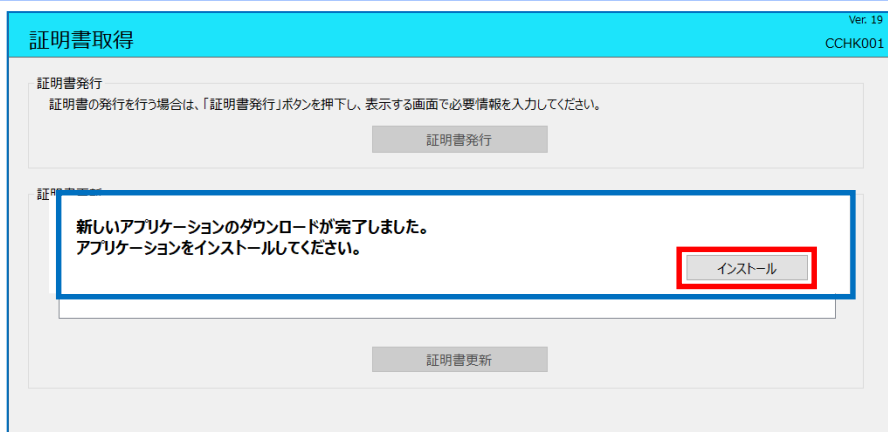 Ver. 19
証明書取得
CCHK001
証明書発行
証明書の発行を行う場合は、「証明書発行」ボタンを押下し、表示する画面で必要情報を入力してください。
証明書発行
新しいアプリケーションのダウンロードが完了しました。
アプリケーションをインストールしてください。
インストール
証明書更新